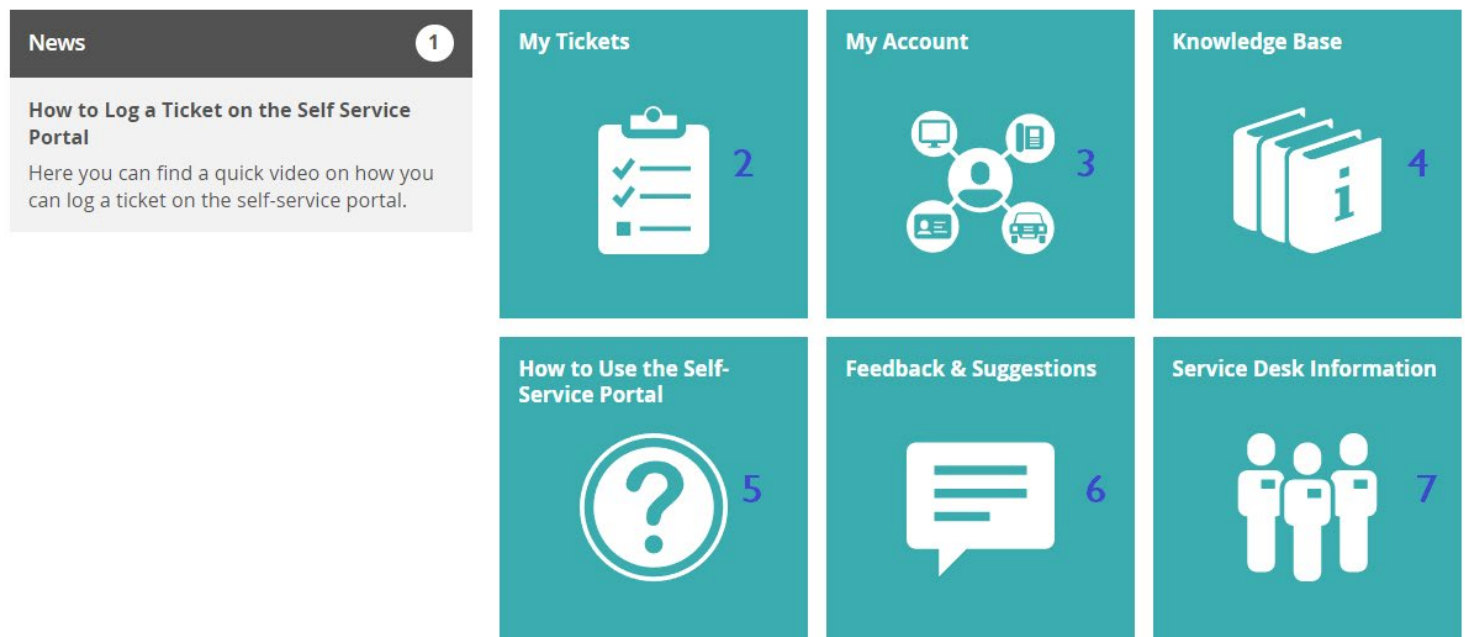 News
1
How to Log a Ticket on the Self Service
Portal
Here you can find a quick video on how you
can log a ticket on the self-service portal.
My Tickets
2
My Account
3
Knowledge Base
i
4
How to Use the Self-
Service Portal
?
5
Feedback & Suggestions
6
Service Desk Information
7